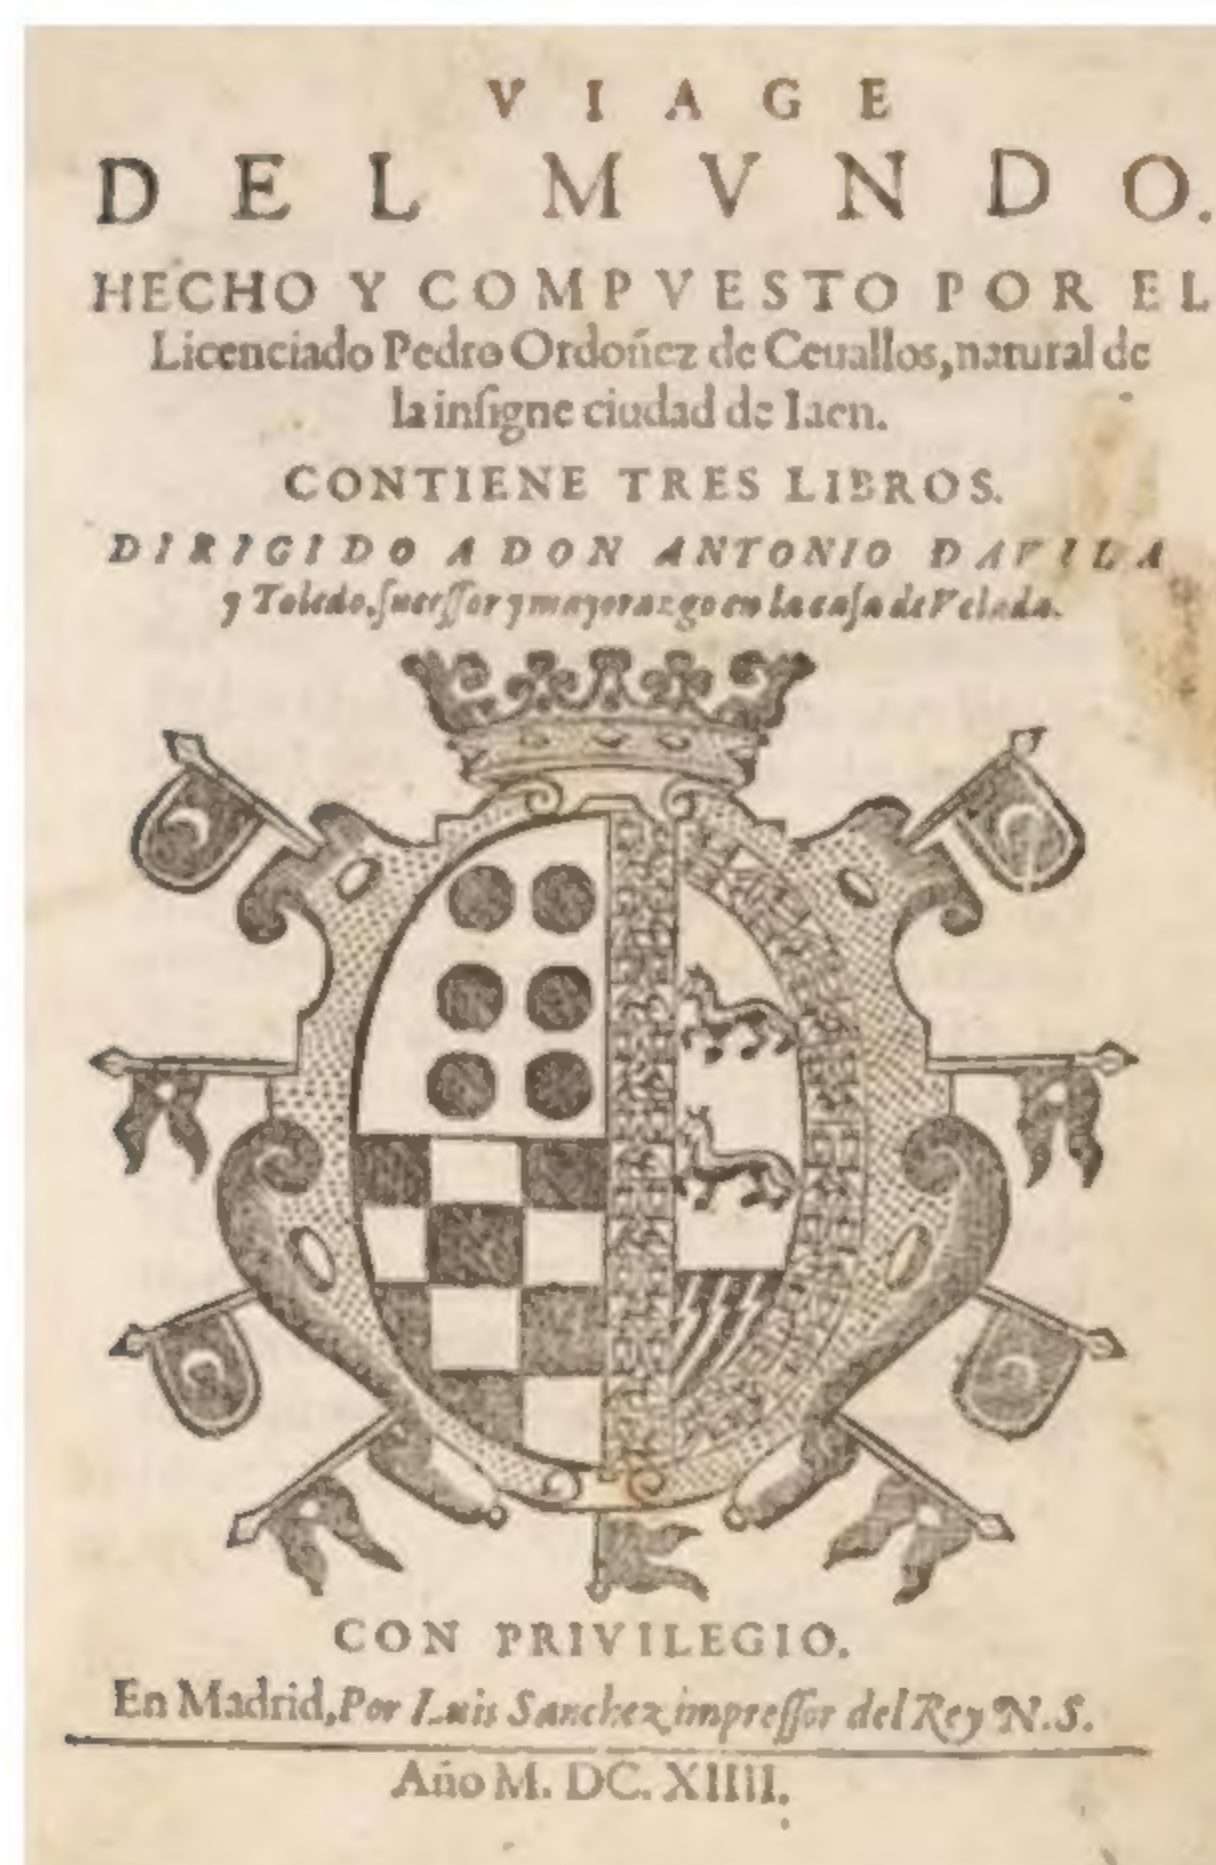 VIAGE
DEL MVNDO.
HECHO Y COMPVESTO POR EL
Licenciado Pedro Ordoñez de Ceuallos, natural de
la insigne ciudad de Iaen.
CONTIENE TRES LIBROS.
DIRIGIDO A DON ANTONIO DAVILA
y Toledo, sucessor y mayorazgo en la casa de Velada.
CON PRIVILEGIO.
En Madrid, Por Luis Sanchez impressor del Rey N.S.
Año M. DC. XIIII.